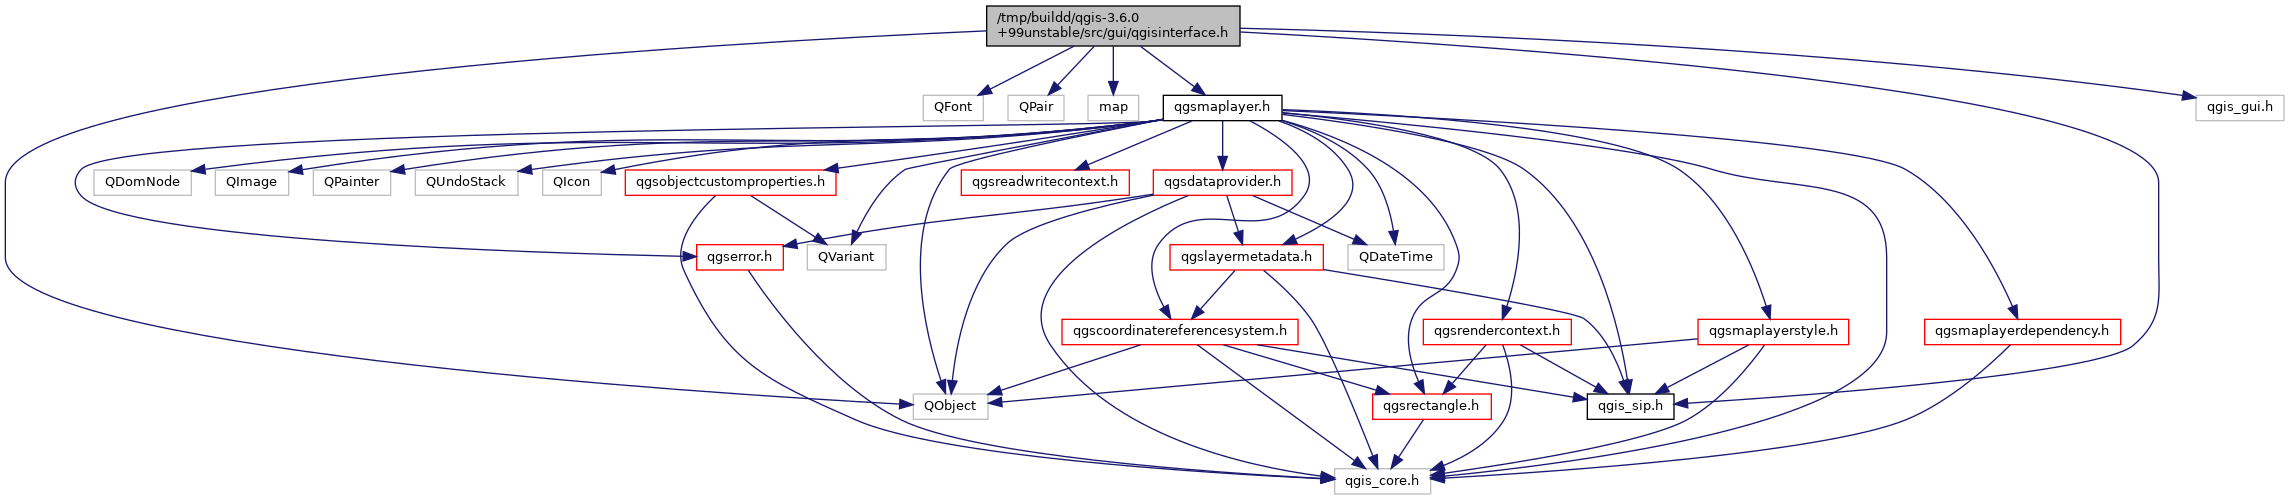 /tmp/buildd/qgis-3.6.0
+99unstable/src/gui/qgisinterface.h
QFont
QPair
map
qgsmaplayer.h
qgis_gui.h
QDomNode
QImage
QPainter
QUndoStack
QIcon
qgsobjectcustomproperties.h
qgsreadwritecontext.h
qgsdataprovider.h
qgserror.h
QVariant
qgslayermetadata.h
QDateTime
qgscoordinatereferencesystem.h
qgsrendercontext.h
qgsmaplayerstyle.h
qgsmaplayerdependency.h
QObject
qgsrectangle.h
qgis_sip.h
qgis_core.h